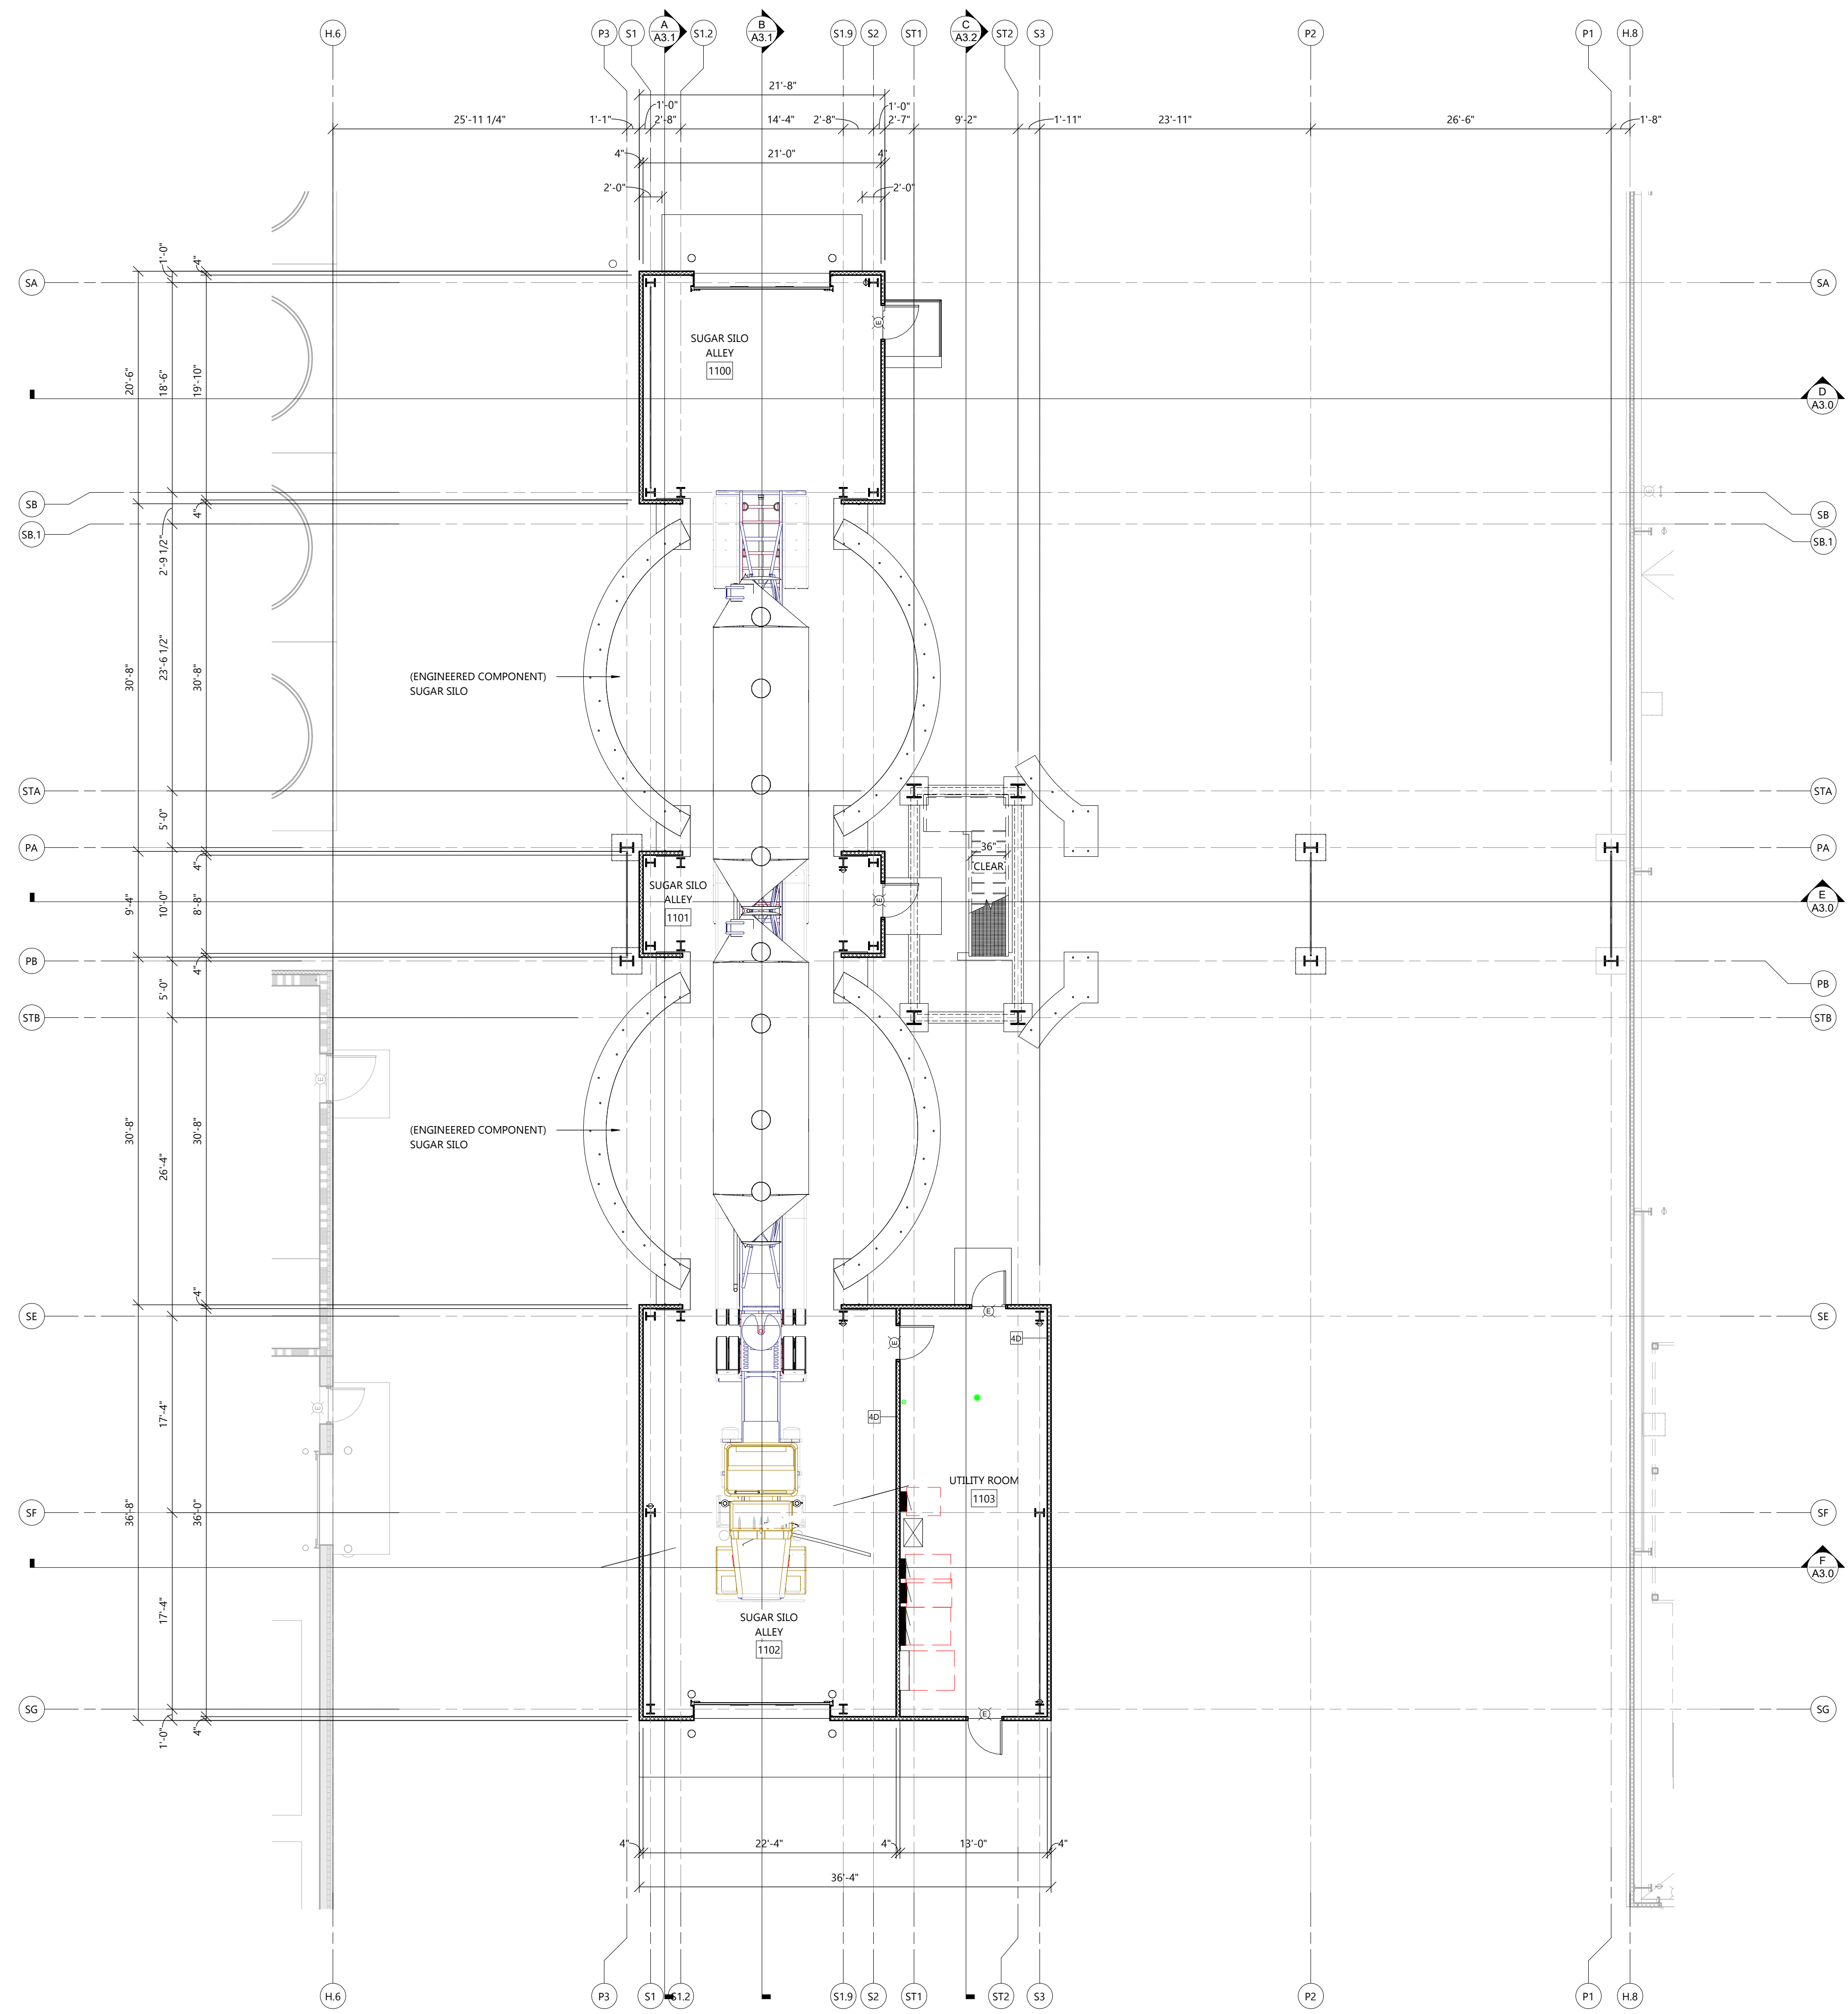 H.6 P3 S1 A S1.2 B S1.9 S2 ST1 C ST2 S3 P2 P1 H.8
A3.1 A3.1 A3.2
21'-8"
1'-0" 1'-0"
25'-11 1/4" 1'-1" 2'-8" 14'-4" 2'-8" 2'-7" 9'-2" 1'-11" 23'-11" 26'-6" 1'-8"
4" 21'-0" 4"
2'-0" 2'-0"
1'-0" 4"
SA SA
E
SUGAR SILO
ALLEY
1100
20'-6" 18'-6" 19'-10"
D
A3.0
SB SB
4"
SB.1 SB.1
2'-9 1/2"
E
30'-8" 23'-6 1/2" 30'-8"
(ENGINEERED COMPONENT)
SUGAR SILO
STA STA
5'-0"
PA PA
4"
36"
CLEAR
SUGAR SILO
ALLEY
1101
9'-4" 10'-0" 8'-8"
E
E
A3.0
PB PB
4"
5'-0"
STB STB
E
30'-8" 26'-4" 30'-8"
(ENGINEERED COMPONENT)
SUGAR SILO
4"
SE SE
E
E
4D
17'-4"
E
4D
UTILITY ROOM
1103
36'-8" 36'-0"
SF SF
F
A3.0
17'-4"
SUGAR SILO
ALLEY
1102
SG SG
E
1'-0" 4"
4" 22'-4" 4" 13'-0" 4"
36'-4"
H.6 P3 S1 S1.2 S1.9 S2 ST1 ST2 S3 P2 P1 H.8